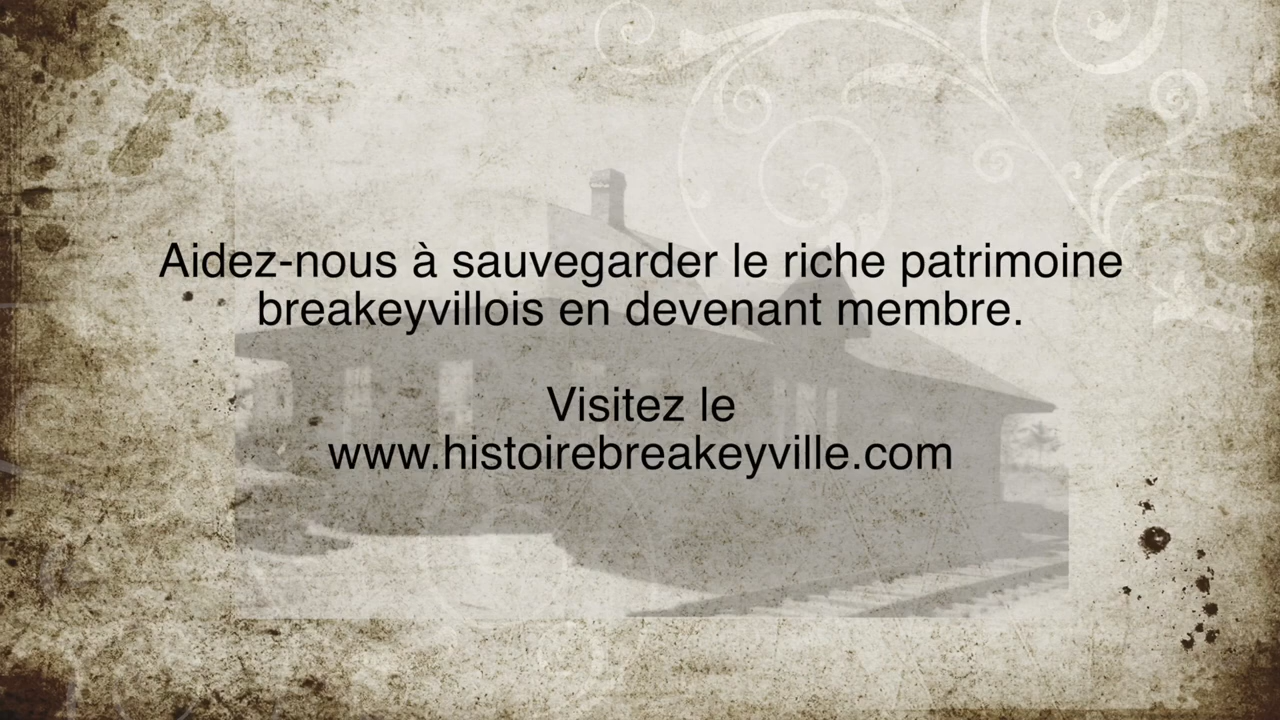 Aidez-nous à sauvegarder le riche patrimoine
breakeyvillois en devenant membre.
Visitez le
www.histoirebreakeyville.com